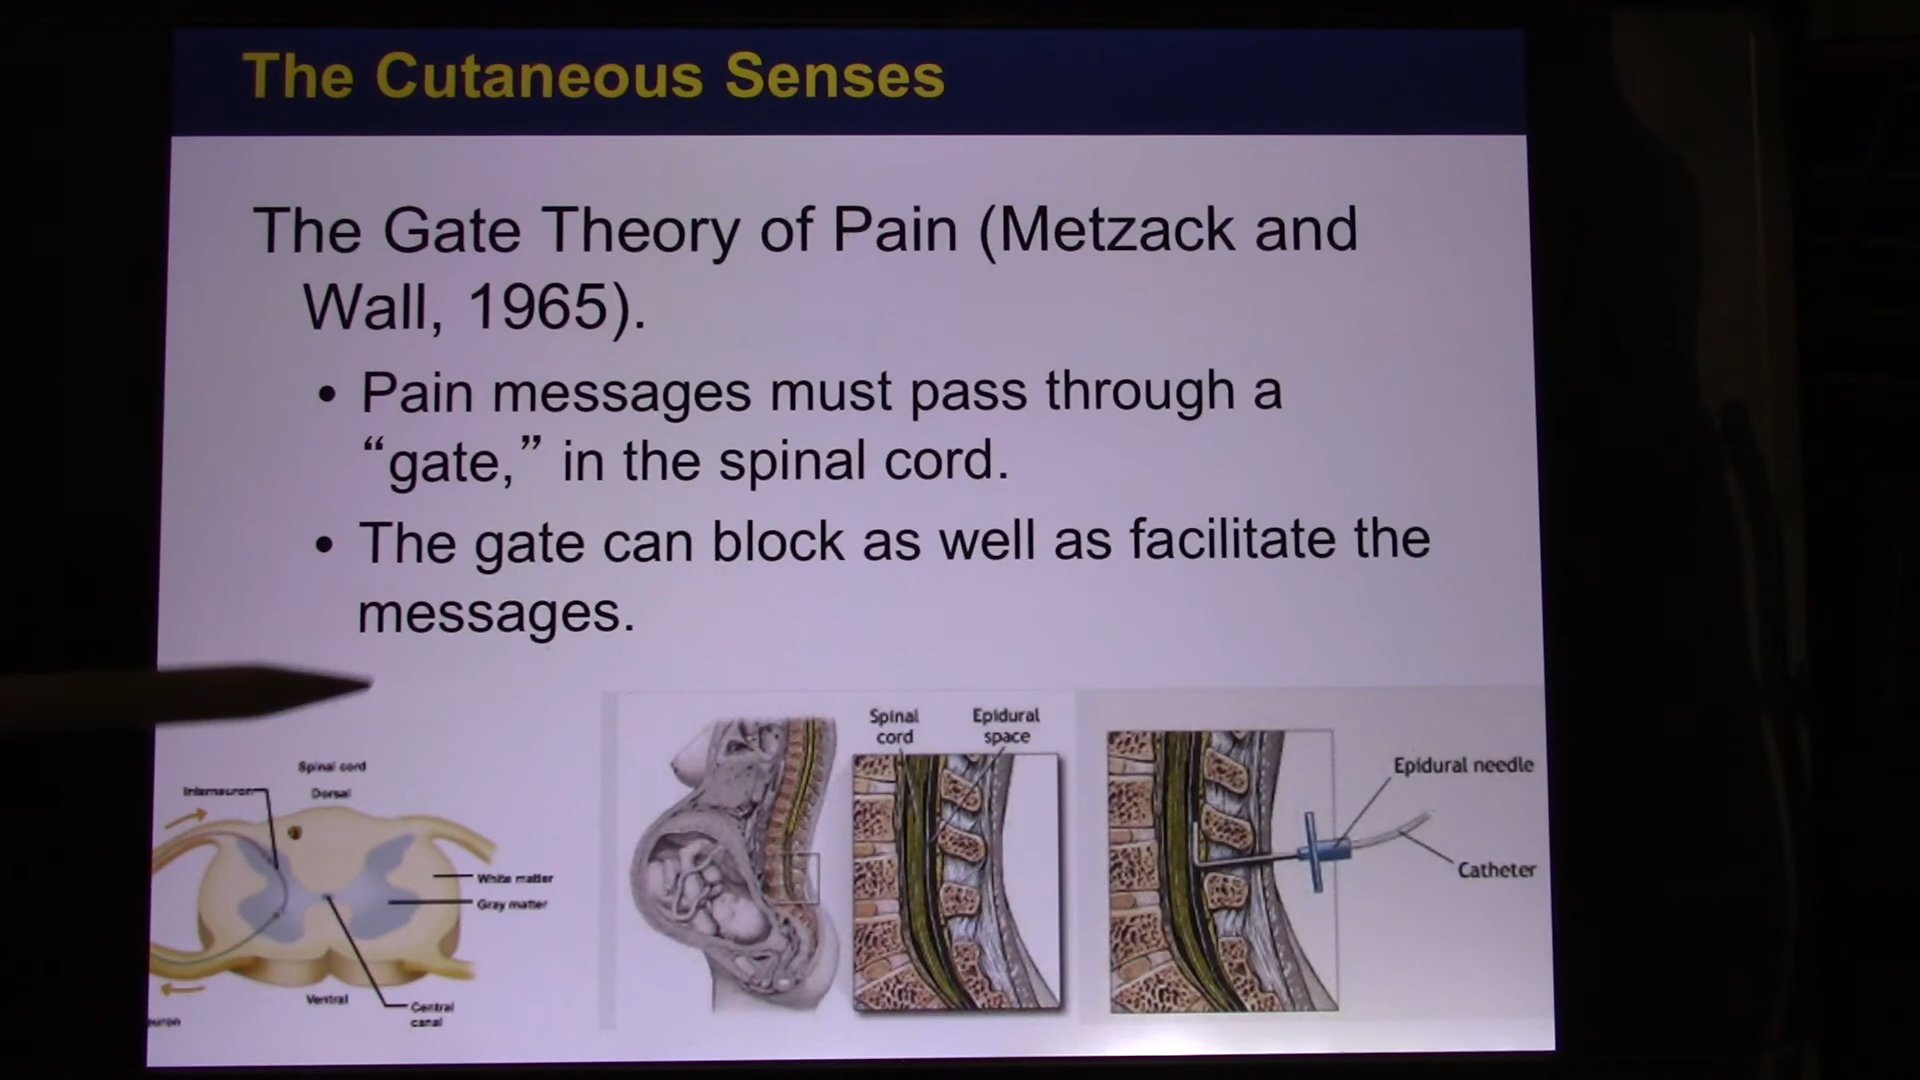 The Cutaneous Senses
The Gate Theory of Pain (Metzack and
Wall, 1965).
• Pain messages must pass through a
“gate,” in the spinal cord.
• The gate can block as well as facilitate the
messages.
Spinal cord
Dorsal
Interneuron
White matter
Gray matter
Ventral
Central
canal
Spinal
cord
Epidural
space
Epidural needle
Catheter